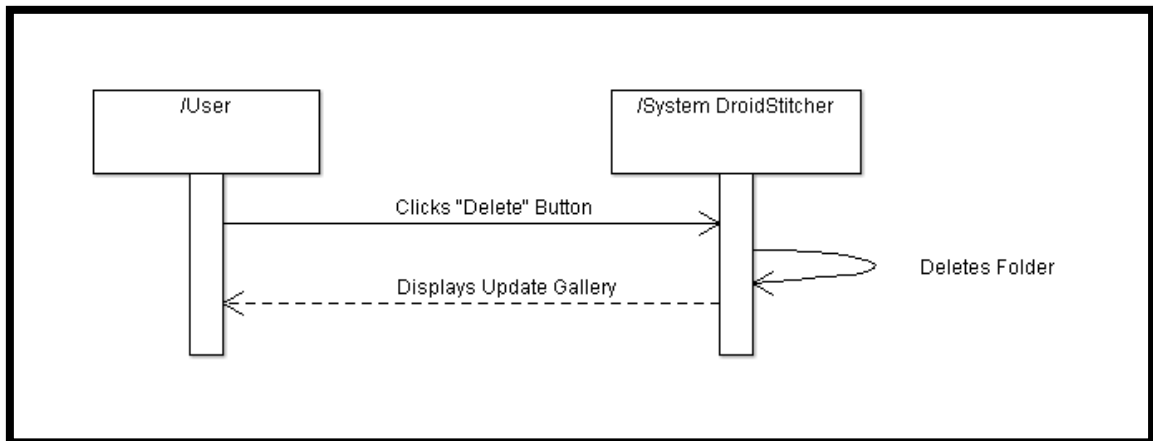 /User
/System DroidStitcher
Clicks "Delete" Button
Deletes Folder
Displays Update Gallery